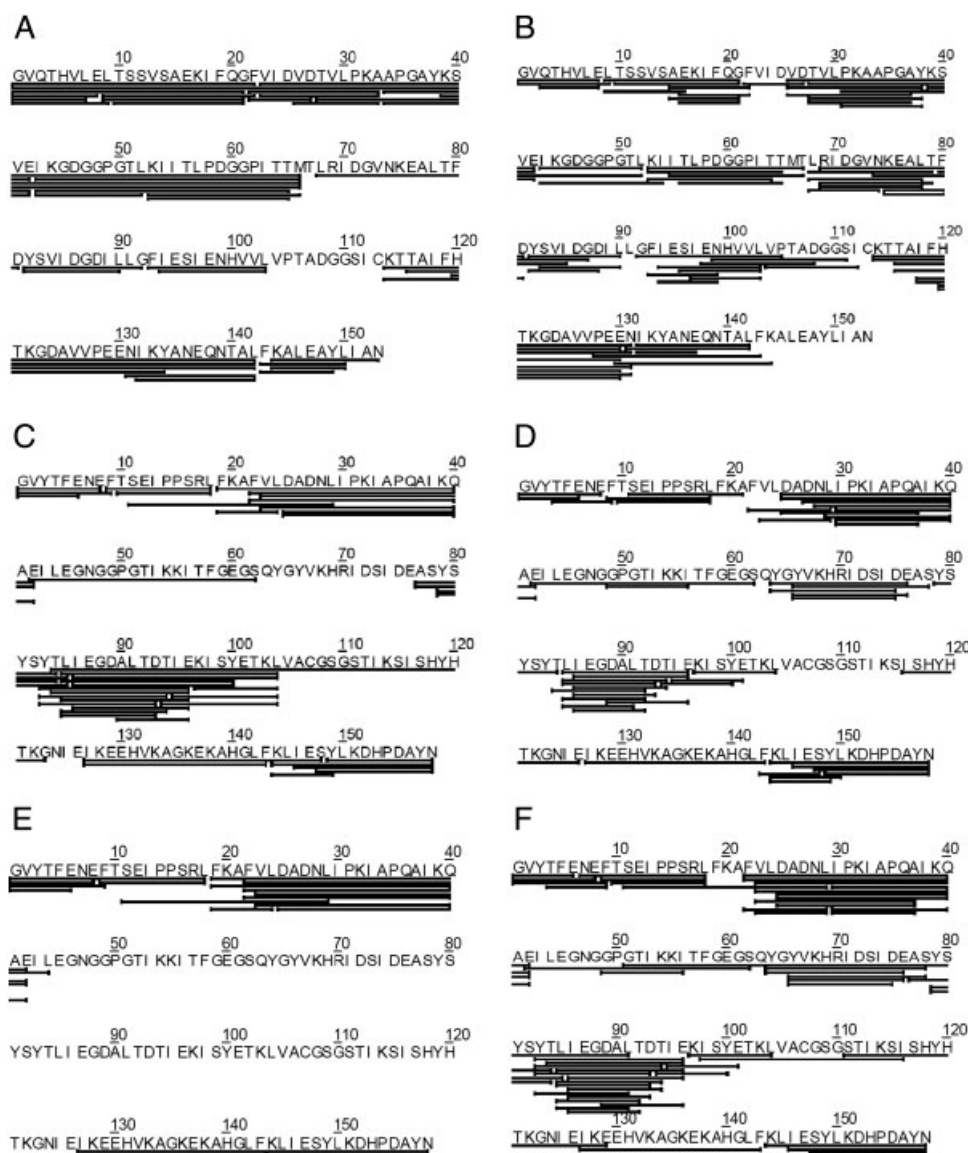 A
10 20 30 40
GVQTHVLELTSSVSAEKIFQGFVIDVDTVLPKAAPGAYKS
50 60 70 80
VEIKGDGGPGTLKIITLPDGGPITTMTLRIDGVNKEALTF
90 100 110 120
DYSVIDGDILLGFIESIENHVVLVPTADGGSICKTTAIFH
130 140 150
TKGDAVVPEENIKYANEQNTALFKALEAYLIAN
B
10 20 30 40
GVQTHVLELTSSVSAEKIFQGFVIDVDTVLPKAAPGAYKS
50 60 70 80
VEIKGDGGPGTLKIITLPDGGPITTMTLRIDGVNKEALTF
90 100 110 120
DYSVIDGDILLGFIESIENHVVLVPTADGGSICKTTAIFH
130 140 150
TKGDAVVPEENIKYANEQNTALFKALEAYLIAN
C
10 20 30 40
GVYTFENEFTSEIPPSRLFKAFVLDADNLIPKIAPQAIKQ
50 60 70 80
AEILEGNGGPGTIKKITFGEGSQYGYVKHRIDSIDEASYS
90 100 110 120
YSYTLIEGDALTDTIEKISYETKLVACGSGSTIKSISHYH
130 140 150
TKGNIEIKEEHVKAGKEKAHGLFKLIESYLKDHPDAYN
D
10 20 30 40
GVYTFENEFTSEIPPSRLFKAFVLDADNLIPKIAPQAIKQ
50 60 70 80
AEILEGNGGPGTIKKITFGEGSQYGYVKHRIDSIDEASYS
90 100 110 120
YSYTLIEGDALTDTIEKISYETKLVACGSGSTIKSISHYH
130 140 150
TKGNIEIKEEHVKAGKEKAHGLFKLIESYLKDHPDAYN
E
10 20 30 40
GVYTFENEFTSEIPPSRLFKAFVLDADNLIPKIAPQAIKQ
50 60 70 80
AEILEGNGGPGTIKKITFGEGSQYGYVKHRIDSIDEASYS
90 100 110 120
YSYTLIEGDALTDTIEKISYETKLVACGSGSTIKSISHYH
130 140 150
TKGNIEIKEEHVKAGKEKAHGLFKLIESYLKDHPDAYN
F
10 20 30 40
GVYTFENEFTSEIPPSRLFKAFVLDADNLIPKIAPQAIKQ
50 60 70 80
AEILEGNGGPGTIKKITFGEGSQYGYVKHRIDSIDEASYS
90 100 110 120
YSYTLIEGDALTDTIEKISYETKLVACGSGSTIKSISHYH
130 140 150
TKGNIEIKEEHVKAGKEKAHGLFKLIESYLKDHPDAYN